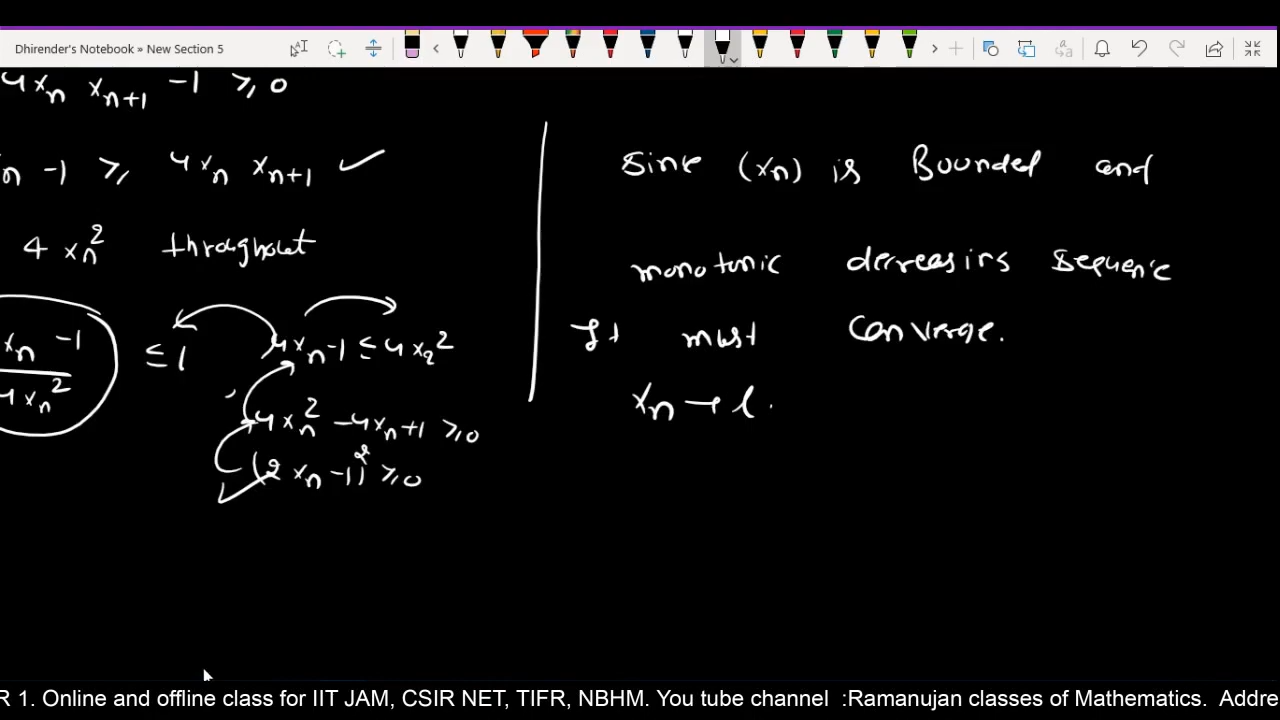 Dhirender's Notebook » New Section 5
4xₙ xₙ₊₁ -1 ≥ 0
xₙ -1 ≥ 4xₙ xₙ₊₁ ✓
4xₙ² throughout
xₙ -1 / 4xₙ² ≤ 1
4xₙ-1 ≤ 4x₂²
4xₙ² -4xₙ+1 ≥ 0
(2xₙ-1)² ≥ 0
Sinke (xₙ) is Bounded and
monotonic decreasing sequence
It must Converge.
xₙ → l.
R 1. Online and offline class for IIT JAM, CSIR NET, TIFR, NBHM. You tube channel :Ramanujan classes of Mathematics. Addre